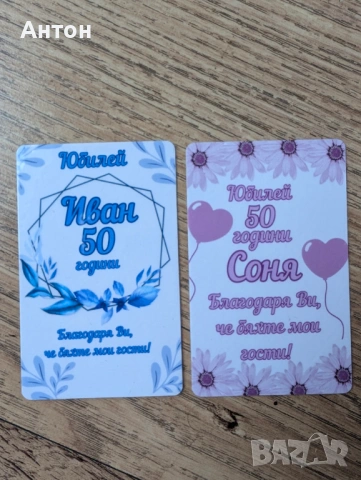 Антон
Юбилей
Иван
50
години
Благодаря Ви,
че бяхте мои
гости!
Юбилей
50
години
Соня
Благодаря Ви,
че бяхте мои
гости!
BAZAR